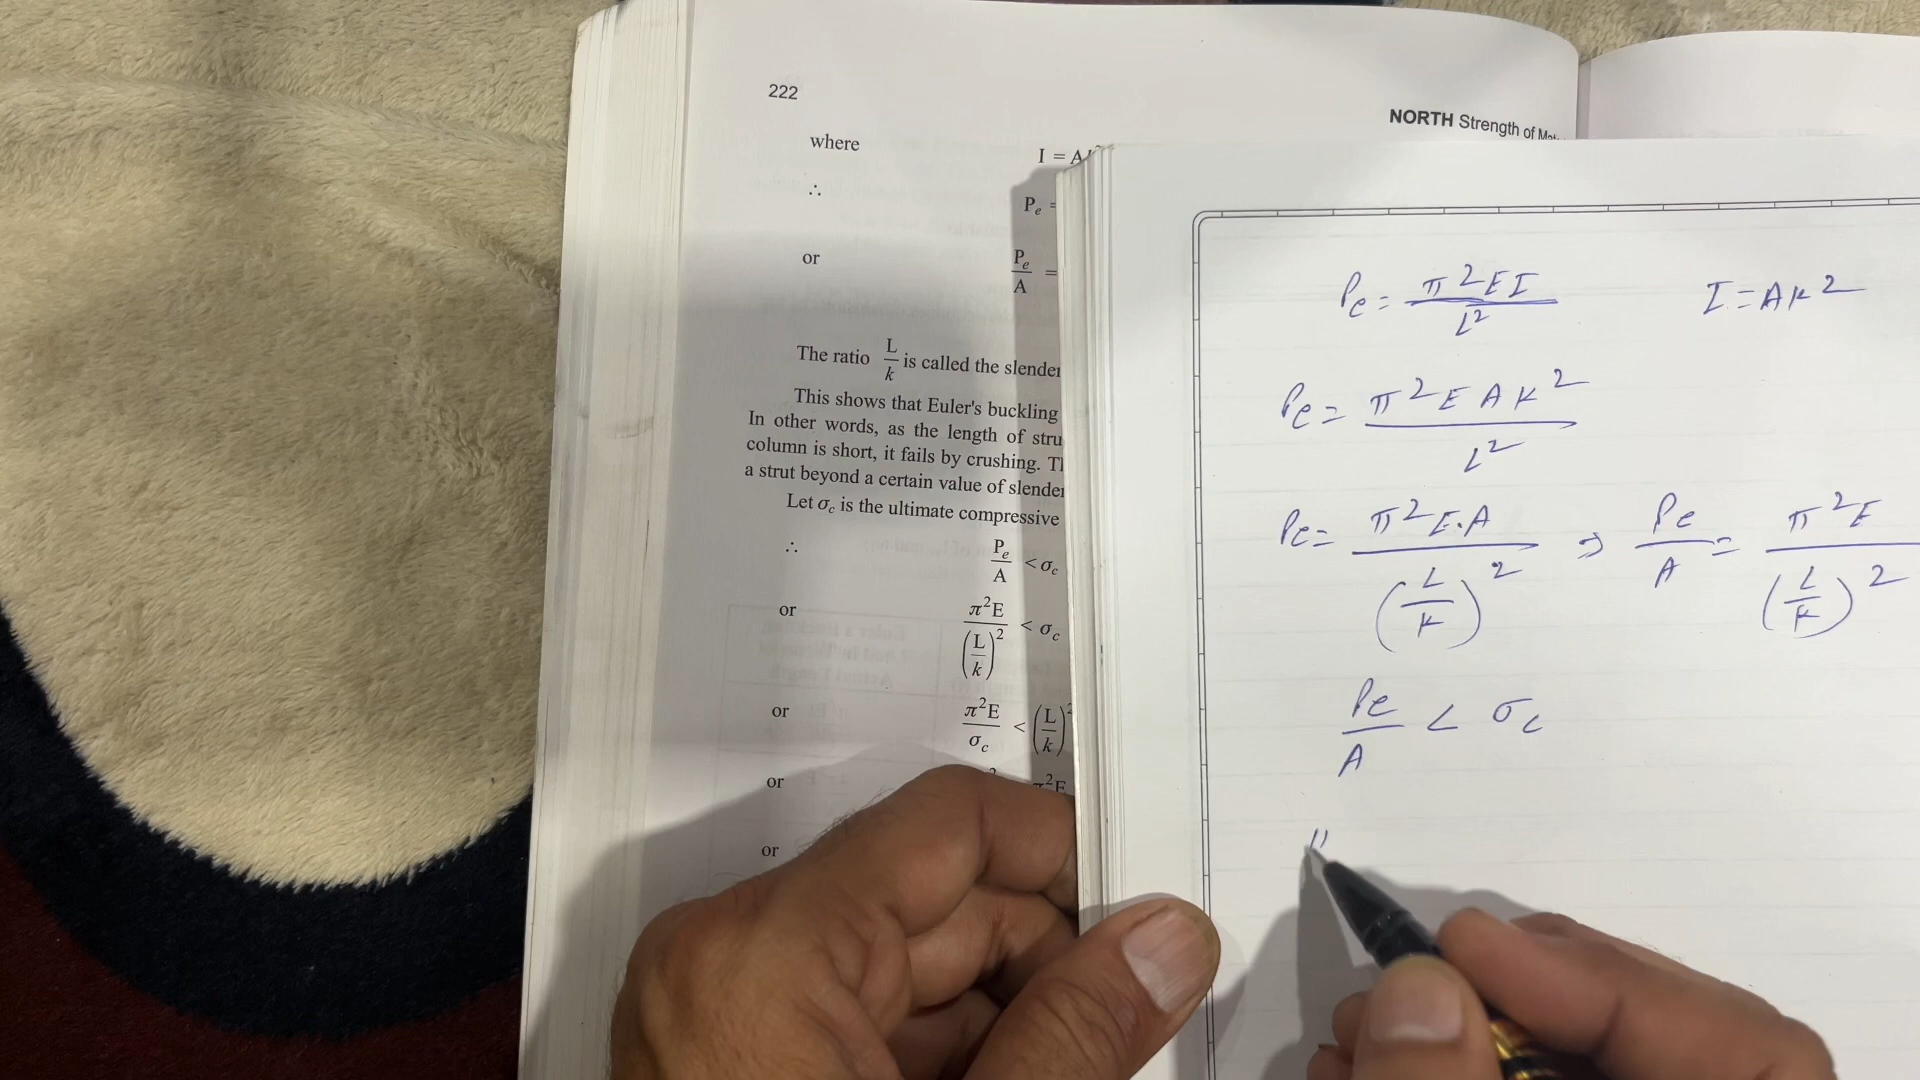 222
NORTH Strength of
where I = A
∴ Pₑ =
or Pₑ/A =
The ratio L/k is called the slender
This shows that Euler's buckling
In other words, as the length of stru
column is short, it fails by crushing. T
a strut beyond a certain value of slender
Let σc is the ultimate compressive
∴ Pₑ/A < σc
or π²E/(L/k)² < σc
or π²E/σc < (L/k)²
or π²E
or
Pe = π²EI/L² I = Ak²
Pe = π²EAk²/L²
Pe = π²E.A/(L/k)² ⇒ Pe/A = π²E/(L/k)²
Pe/A < σc